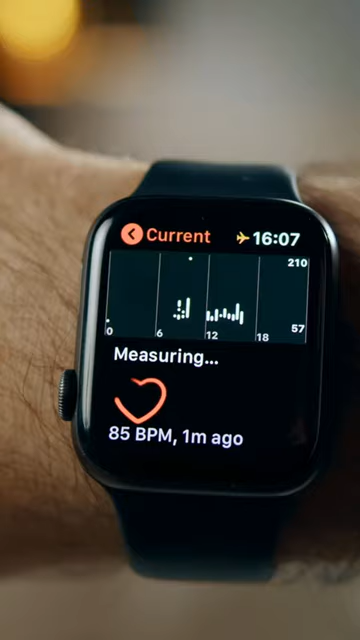 Current 16:07
210
57
0 6 12 18
Measuring...
85 BPM, 1m ago